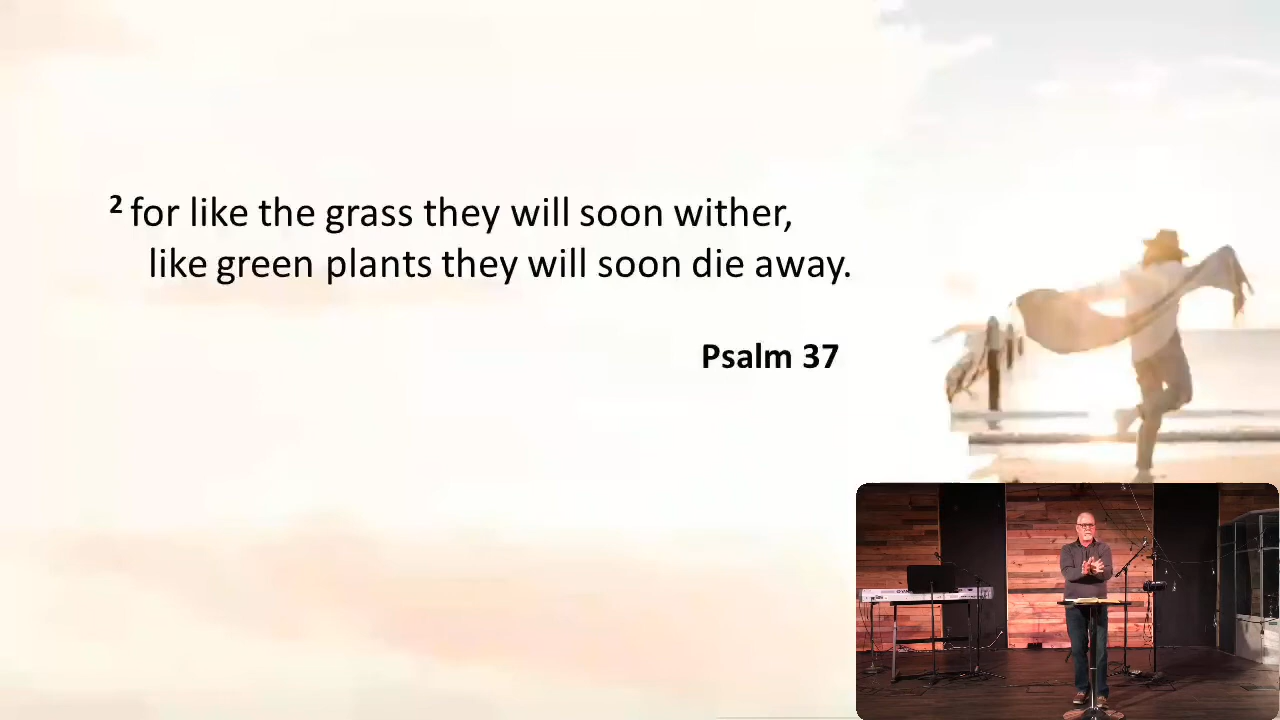 2 for like the grass they will soon wither,
like green plants they will soon die away.
Psalm 37